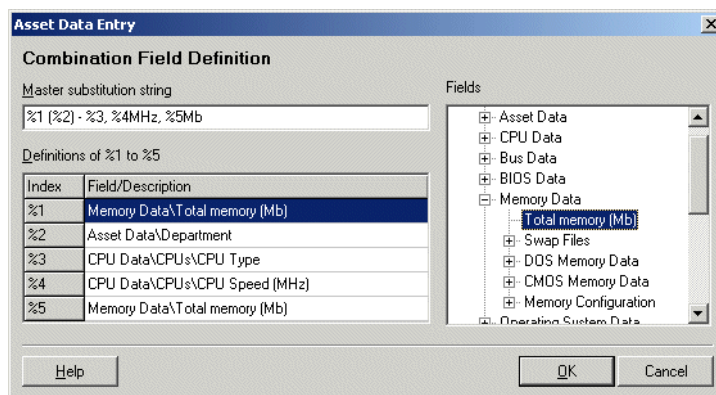 Asset Data Entry
Combination Field Definition
Master substitution string
%1 (%2) - %3, %4MHz, %5Mb
Definitions of %1 to %5
Index Field/Description
%1 Memory Data\Total memory (Mb)
%2 Asset Data\Department
%3 CPU Data\CPUs\CPU Type
%4 CPU Data\CPUs\CPU Speed (MHz)
%5 Memory Data\Total memory (Mb)
Fields
Asset Data
CPU Data
Bus Data
BIOS Data
Memory Data
Total memory (Mb)
Swap Files
DOS Memory Data
CMOS Memory Data
Memory Configuration
Operating System Data
Help OK Cancel